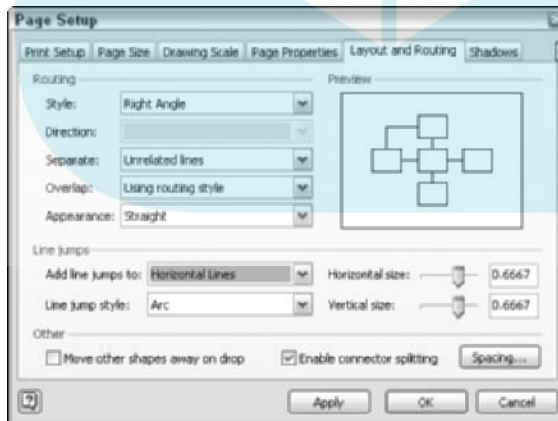 Page Setup
Print Setup Page Size Drawing Scale Page Properties Layout and Routing Shadows
Routing Preview
Style: Right Angle
Direction:
Separate: Unrelated lines
Overlap: Using routing style
Appearance: Straight
Line jumps
Add line jumps to: Horizontal Lines Horizontal size: 0.6667
Line jump style: Arc Vertical size: 0.6667
Other
Move other shapes away on drop Enable connector splitting Spacing...
Apply OK Cancel